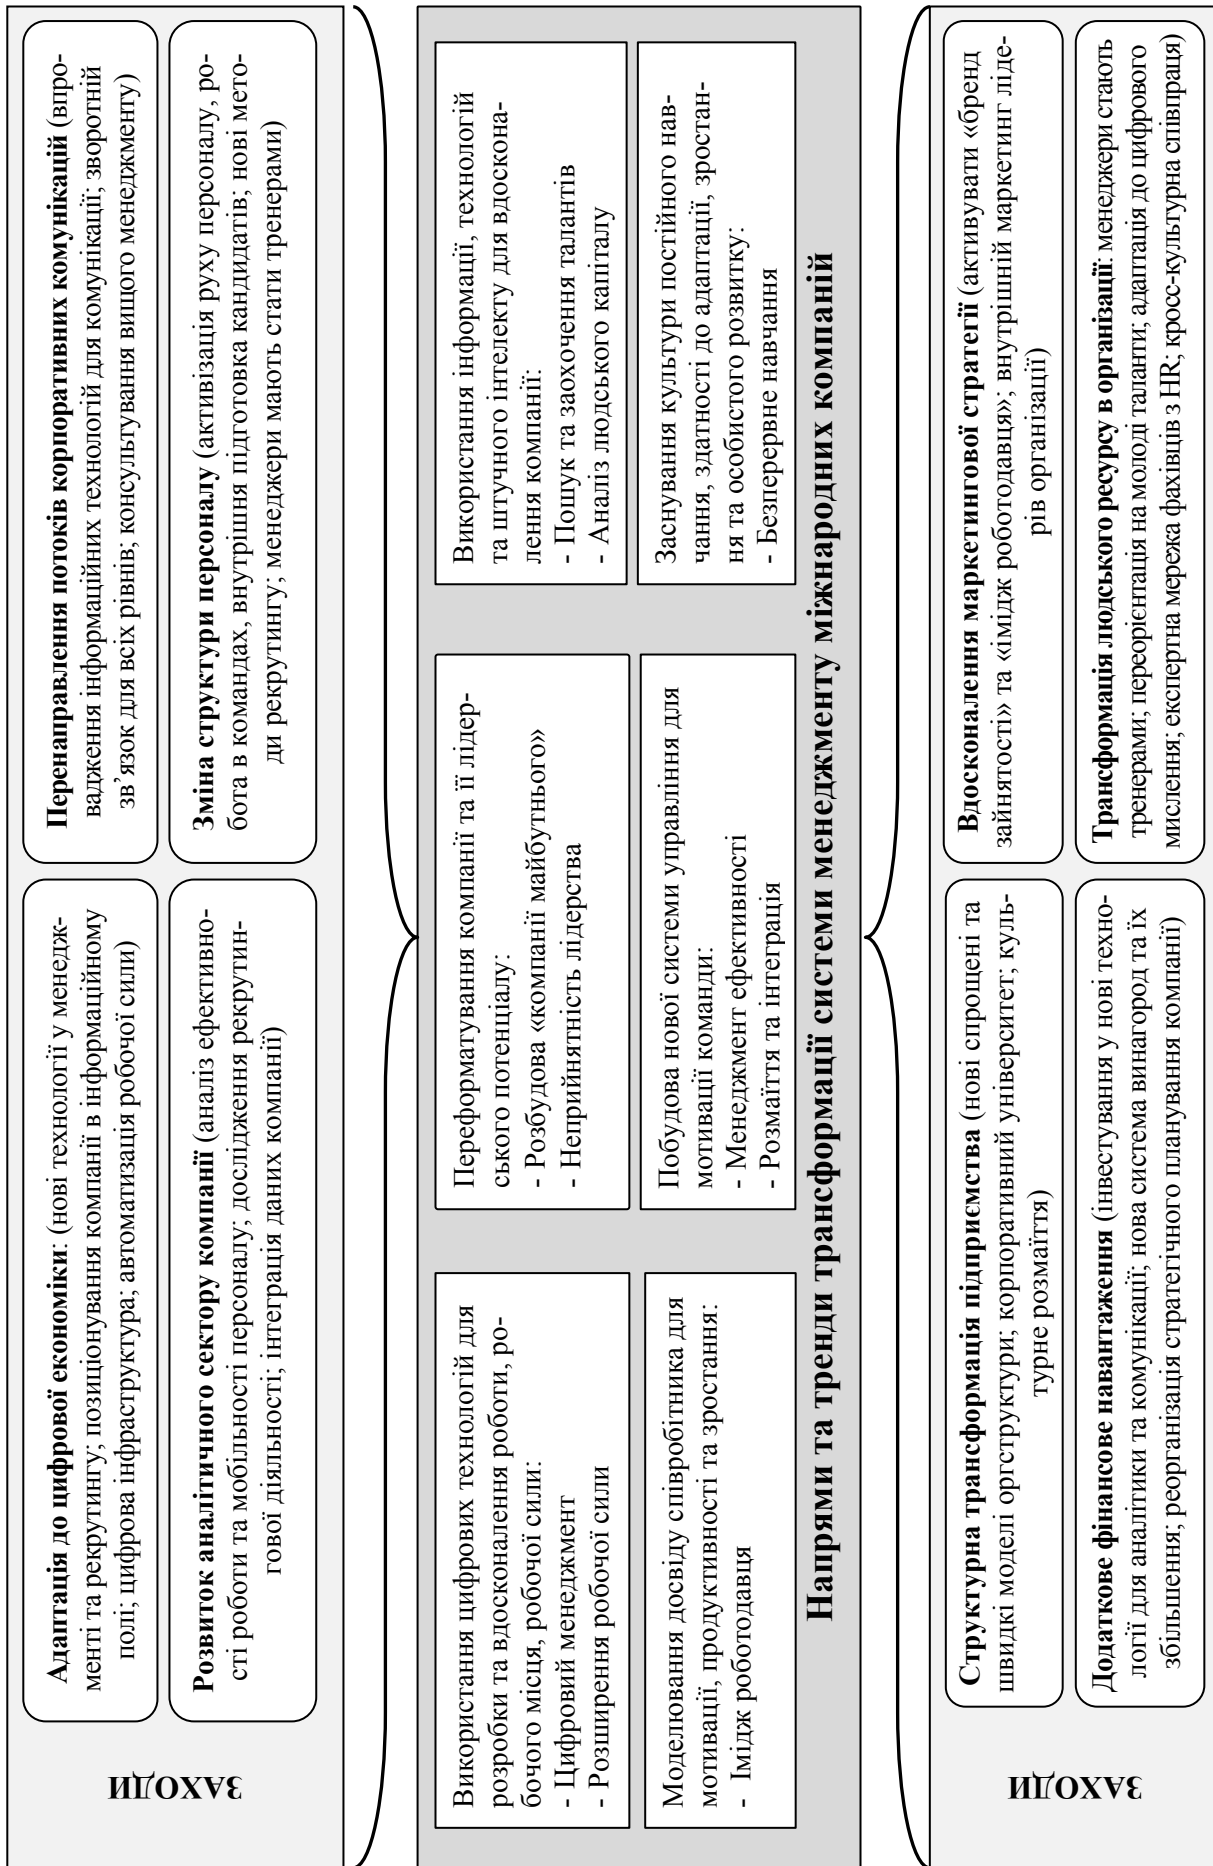 ЗАХОДИ
Адаптація до цифрової економіки: (нові технології у менедж-
менті та рекрутингу; позиціонування компанії в інформаційному
полі; цифрова інфраструктура; автоматизація робочої сили)
Перенаправлення потоків корпоративних комунікацій (впро-
вадження інформаційних технологій для комунікації; зворотній
зв’язок для всіх рівнів; консультування вищого менеджменту)
Розвиток аналітичного сектору компанії (аналіз ефективно-
сті роботи та мобільності персоналу; дослідження рекрутин-
гової діяльності; інтеграція даних компанії)
Зміна структури персоналу (активізація руху персоналу, ро-
бота в командах, внутрішня підготовка кандидатів; нові мето-
ди рекрутингу; менеджери мають стати тренерами)
Використання цифрових технологій для
розробки та вдосконалення роботи, ро-
бочого місця, робочої сили:
- Цифровий менеджмент
- Розширення робочої сили
Переформатування компанії та її лідер-
ського потенціалу:
- Розбудова «компанії майбутнього»
- Неприйнятність лідерства
Використання інформації, технологій
та штучного інтелекту для вдоскона-
лення компанії:
- Пошук та заохочення талантів
- Аналіз людського капіталу
Моделювання досвіду співробітника для
мотивації, продуктивності та зростання:
- Імідж роботодавця
Побудова нової системи управління для
мотивації команди:
- Менеджмент ефективності
- Розмаїття та інтеграція
Заснування культури постійного нав-
чання, здатності до адаптації, зростан-
ня та особистого розвитку:
- Безперервне навчання
Напрями та тренди трансформації системи менеджменту міжнародних компаній
ЗАХОДИ
Структурна трансформація підприємства (нові спрощені та
швидкі моделі оргструктури; корпоративний університет; куль-
турне розмаїття)
Вдосконалення маркетингової стратегії (активувати «бренд
зайнятості» та «імідж роботодавця»; внутрішній маркетинг ліде-
рів організації)
Додаткове фінансове навантаження (інвестування у нові техно-
логії для аналітики та комунікації; нова система винагород та їх
збільшення; реорганізація стратегічного планування компанії)
Трансформація людського ресурсу в організації: менеджери стають
тренерами; переорієнтація на молоді таланти; адаптація до цифрового
мислення; експертна мережа фахівців з HR; кросс-культурна співпраця)